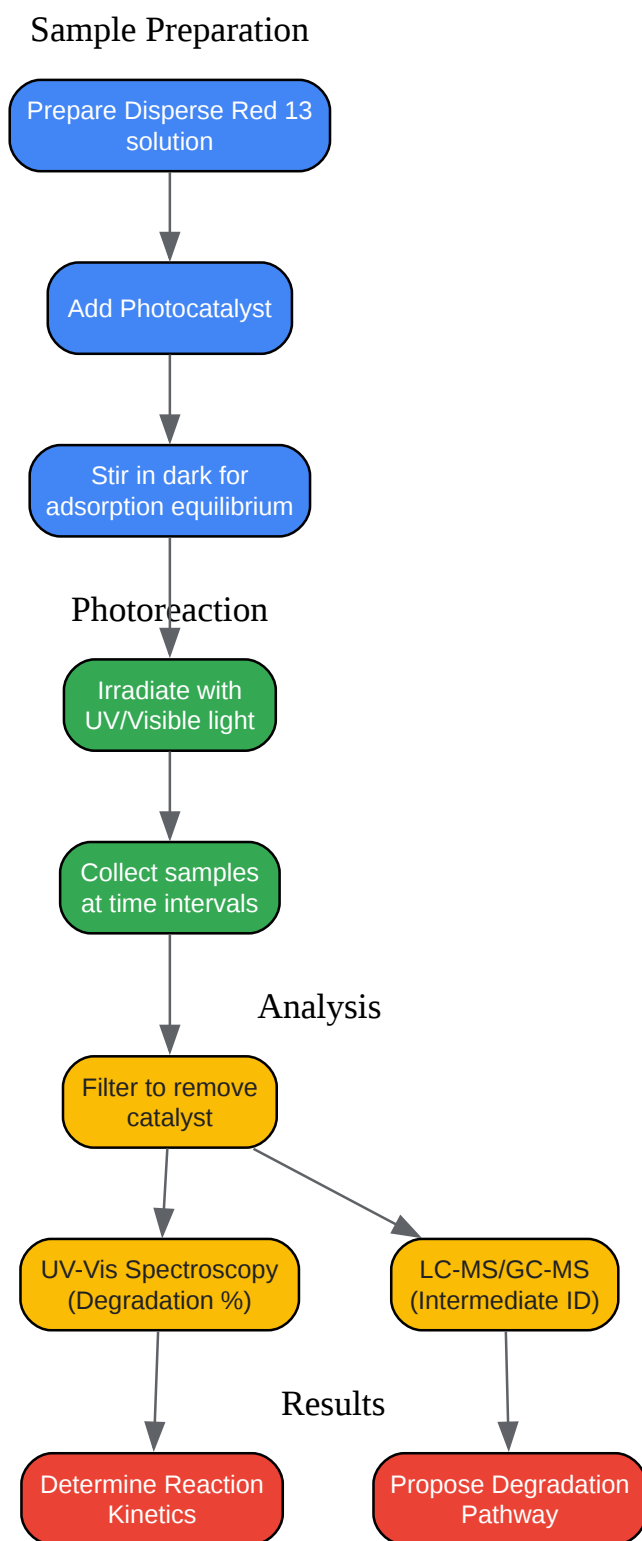 Sample Preparation
Prepare Disperse Red 13
solution
Add Photocatalyst
Stir in dark for
adsorption equilibrium
Photoreaction
Irradiate with
UV/Visible light
Collect samples
at time intervals
Analysis
Filter to remove
catalyst
UV-Vis Spectroscopy
(Degradation %)
LC-MS/GC-MS
(Intermediate ID)
Results
Determine Reaction
Kinetics
Propose Degradation
Pathway